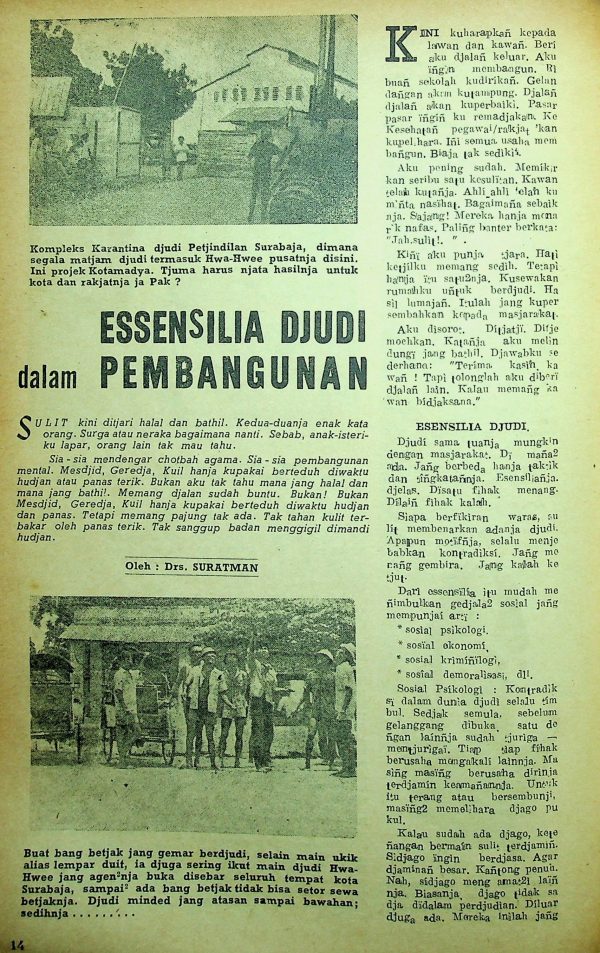 Kompleks Karantina djudi Petjindilan Surabaja, dimana
segala matjam djudi termasuk Hwa-Hwee pusatnja disini.
Ini projek Kotamadya. Tjuma harus njata hasilnja untuk
kota dan rakjatnja ja Pak ?
ESSENSILIA DJUDI
dalam PEMBANGUNAN
SULIT kini ditjari halal dan bathil. Kedua-duanja enak kata
orang. Surga atau neraka bagaimana nanti. Sebab, anak-isteri-
ku lapar, orang lain tak mau tahu.
Sia-sia mendengar chotbah agama. Sia-sia pembangunan
mental. Mesdjid, Geredja, Kuil hanja kupakai berteduh diwaktu
hudjan atau panas terik. Bukan aku tak tahu mana jang halal dan
mana jang bathil. Memang djalan sudah buntu. Bukan! Bukan
Mesdjid, Geredja, Kuil hanja kupakai berteduh diwaktu hudjan
dan panas. Tetapi memang pajung tak ada. Tak tahan kulit ter-
bakar oleh panas terik. Tak sanggup badan menggigil dimandi
hudjan.
Oleh : Drs. SURATMAN
Buat bang betjak jang gemar berdjudi, selain main ukik
alias lempar duit, ia djuga sering ikut main djudi Hwa-
Hwee jang agen²nja buka disebar seluruh tempat kota
Surabaja, sampai² ada bang betjak tidak bisa setor sewa
betjaknja. Djudi minded jang atasan sampai bawahan;
sedihnja . . . . . . . . .
14
KINI kuharapkan kepada
lawan dan kawan. Beri
aku djalan keluar. Aku
ingin membangun. Ri
buan sekolah kudirikan. Gelan
dangan akan kutampung. Djalan
djalan akan kuperbaiki. Pasar
pasar ingin ku remadjakan. Ke
Kesehatan pegawai/rakjat 'kan
kupelihara. Ini semua usaha mem
bangun. Biaja tak sedikit.
Aku pening sudah. Memikir
kan seribu satu kesulitan. Kawan
telah kutanja. Ahli ahli telah ku
minta nasihat. Bagaimana sebaik
nja. Sajang! Mereka hanja mena
rik nafas. Paling banter berkata:
"Jah.sulit!. " .
Kini aku punja tjara. Hati
ketjilku memang sedih. Tetapi
hanja itu satu2nja. Kusewakan
rumahku untuk berdjudi. Ha
sil lumajan. Itulah jang kuper
sembahkan kepada masjarakat.
Aku disorot. Ditjatji. Ditje
moohkan. Katanja aku melin
dungi jang bathil. Djawabku se
derhana: "Terima kasih ka
wan ! Tapi tolonglah aku diberi
djalan lain. Kalau memang ka
wan bidjaksana."
ESENSILIA DJUDI.
Djudi sama tuanja mungkin
dengan masjarakat. Di mana2
ada. Jang berbeda hanja taktik
dan tingkatannja. Esensilianja.
djelas. Disatu fihak menang.
Dilain fihak kalah.
Siapa berfikiran waras, su
lit membenarkan adanja djudi.
Apapun motifnja, selalu menje
babkan kontradiksi. Jang me
nang gembira. Jang kalah ke
tjut.
Dari essensilia itu mudah me
nimbulkan gedjala2 sosial jang
mempunjai arti :
* sosial psikologi,
* sosial ekonomi,
* sosial kriminilogi,
* sosial demoralisasi, dll.
Sosial Psikologi : Kontradik
si dalam dunia djudi selalu tim
bul. Sedjak semula, sebelum
gelanggang dibuka, satu de
ngan lainnja sudah tjuriga —
mentjurigai. Tiap tiap fihak
berusaha mengakali lainnja. Ma
sing masing berusaha dirinja
terdjamin keamanannja. Untuk
itu terang atau bersembunji,
masing2 memelihara djago pu
kul.
Kalau sudah ada djago, kete
nangan bermain sulit terdjamin.
Sidjago ingin berdjasa. Agar
djaminan besar. Kantong penuh.
Nah, sidjago meng amat2i lain
nja. Biasanja djago tidak sa
dja didalam perdjudian. Diluar
djuga ada. Mereka inilah jang